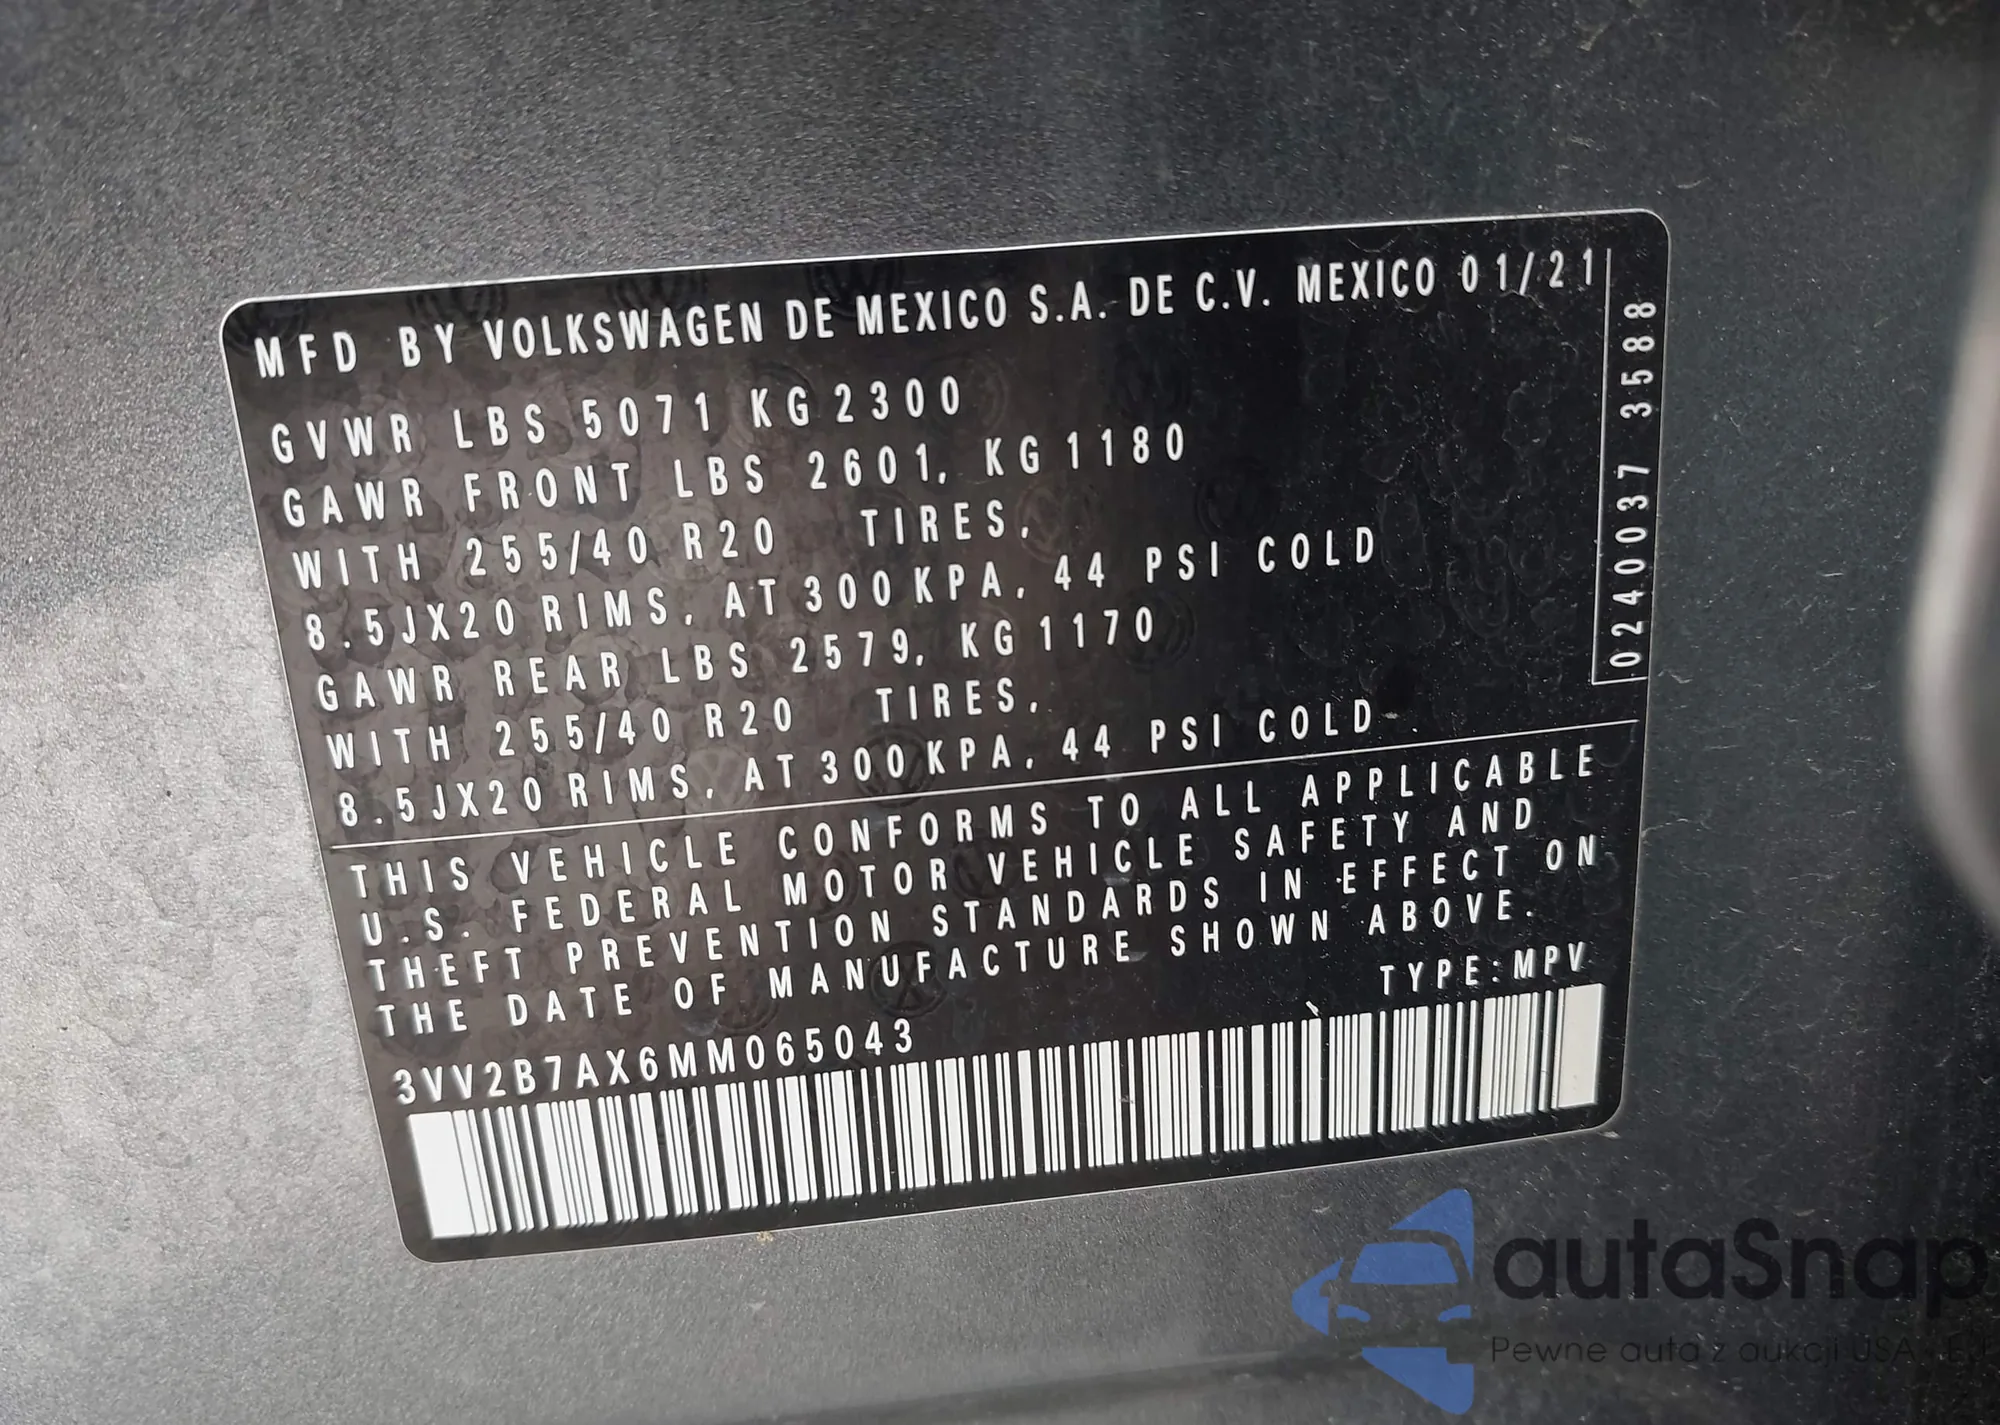 MFD BY VOLKSWAGEN DE MEXICO S.A. DE C.V. MEXICO 01/21
GVWR LBS 5071 KG 2300
GAWR FRONT LBS 2601, KG 1180
WITH 255/40 R20 TIRES,
8.5JX20 RIMS, AT 300 KPA, 44 PSI COLD
GAWR REAR LBS 2579, KG 1170
WITH 255/40 R20 TIRES,
8.5JX20 RIMS, AT 300 KPA, 44 PSI COLD
0240037 3588
THIS VEHICLE CONFORMS TO ALL APPLICABLE
U.S. FEDERAL MOTOR VEHICLE SAFETY AND
THEFT PREVENTION STANDARDS IN EFFECT ON
THE DATE OF MANUFACTURE SHOWN ABOVE.
TYPE: MPV
3VV2B7AX6MM065043
autaSnap
Pewne auta z aukcji USA - EU